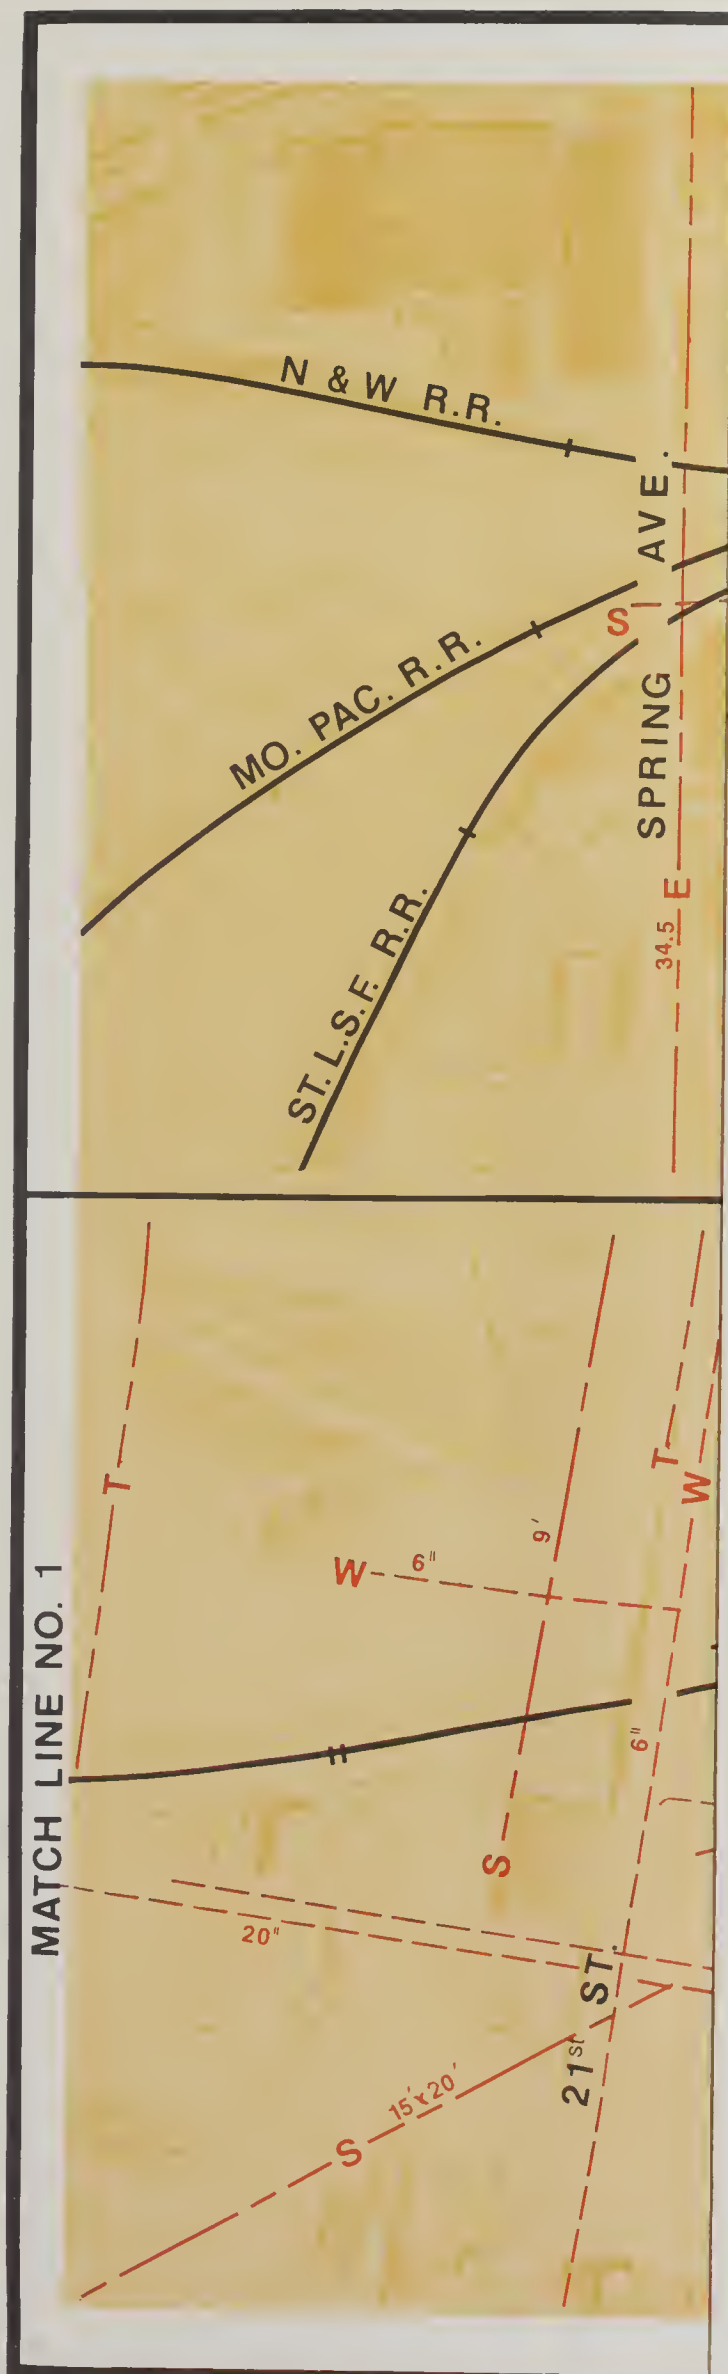 N & W R.R.
AVE.
S
MO. PAC. R.R.
SPRING
E
34.5
ST. L.S.F. R.R.
T
T
W
9'
W 6"
MATCH LINE NO. 1
6"
S
20"
21st ST.
15'x20'
S